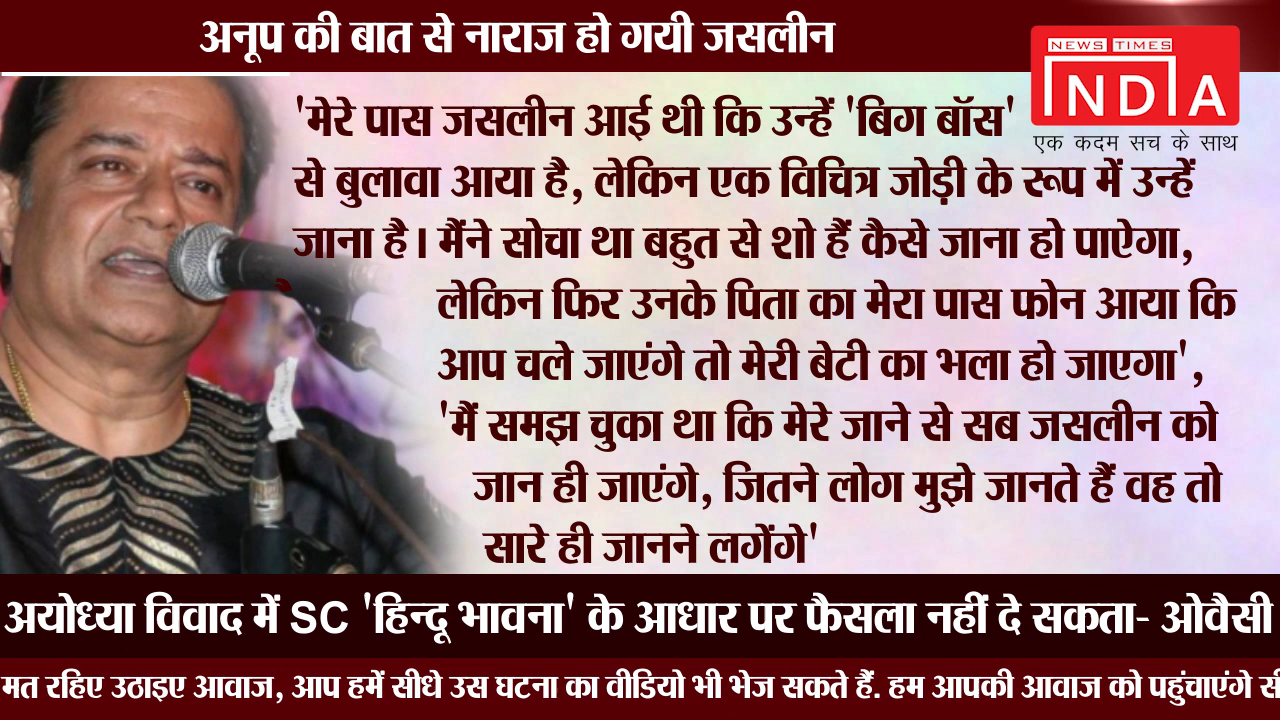 अनूप की बात से नाराज हो गयी जसलीन
NEWS TIMES
INDIA
एक कदम सच के साथ
'मेरे पास जसलीन आई थी कि उन्हें 'बिग बॉस'
से बुलावा आया है, लेकिन एक विचित्र जोड़ी के रूप में उन्हें
जाना है। मैंने सोचा था बहुत से शो हैं कैसे जाना हो पाऐगा,
लेकिन फिर उनके पिता का मेरा पास फोन आया कि
आप चले जाएंगे तो मेरी बेटी का भला हो जाएगा',
'मैं समझ चुका था कि मेरे जाने से सब जसलीन को
जान ही जाएंगे, जितने लोग मुझे जानते हैं वह तो
सारे ही जानने लगेंगे'
अयोध्या विवाद में SC 'हिन्दू भावना' के आधार पर फैसला नहीं दे सकता- ओवैसी
मत रहिए उठाइए आवाज, आप हमें सीधे उस घटना का वीडियो भी भेज सकते हैं. हम आपकी आवाज को पहुंचाएंगे